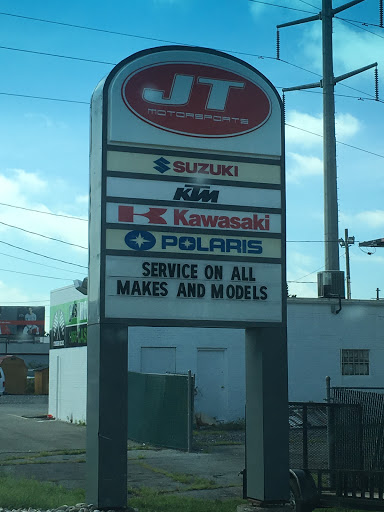 JT
MOTORSPORTS
SUZUKI
KTM
Kawasaki
POLARIS
SERVICE ON ALL
MAKES AND MODELS